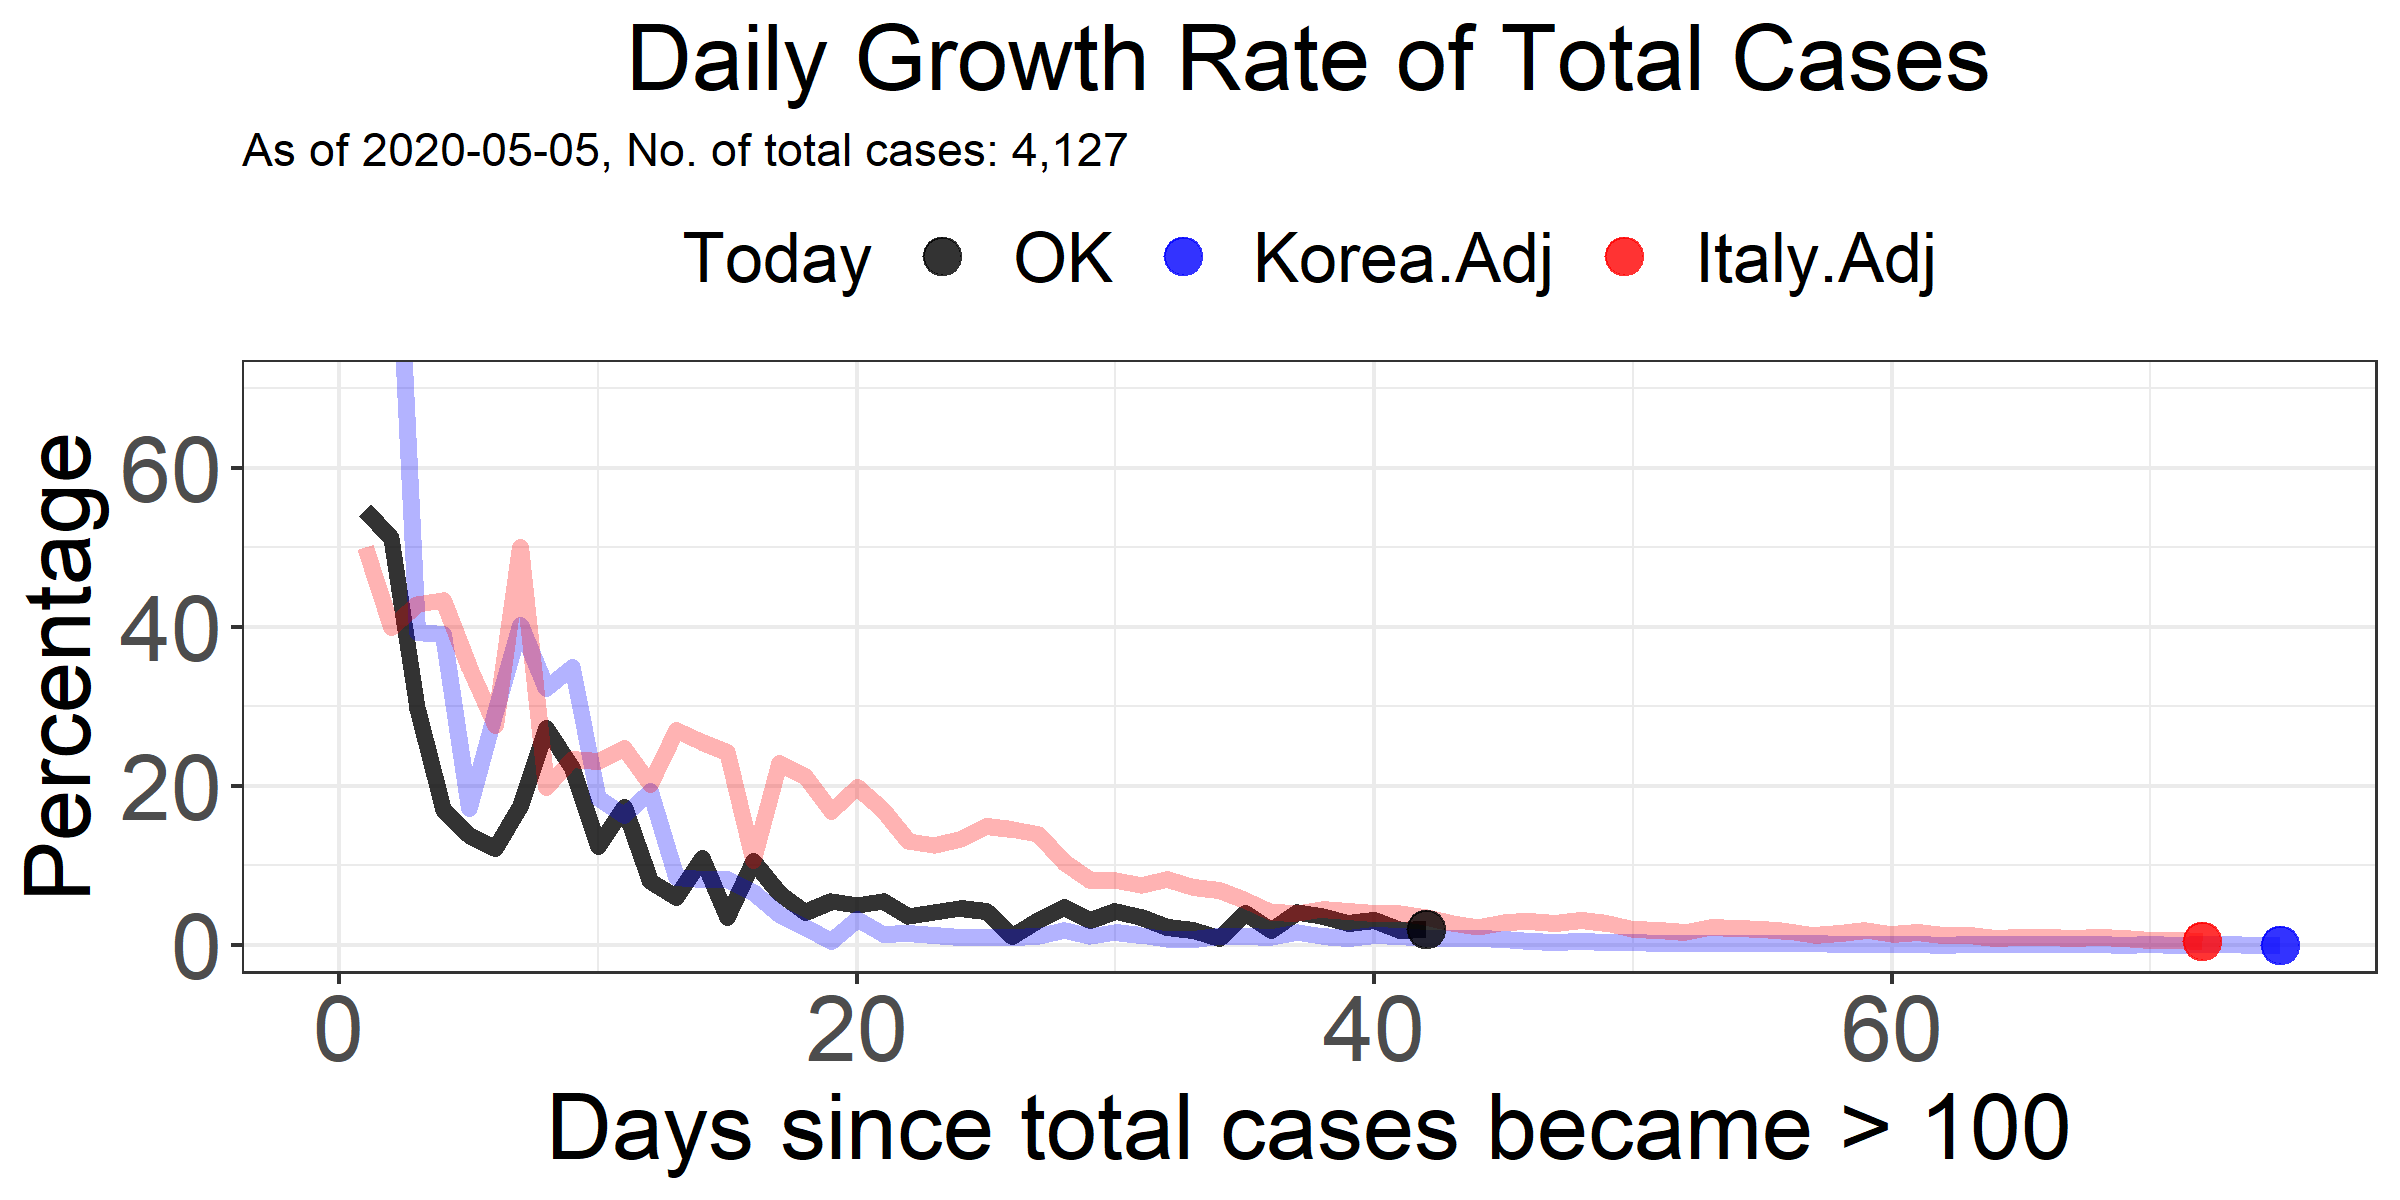 Daily Growth Rate of Total Cases
As of 2020-05-05, No. of total cases: 4,127
Today OK Korea.Adj Italy.Adj
Percentage
60
40
20
0
0 20 40 60
Days since total cases became > 100